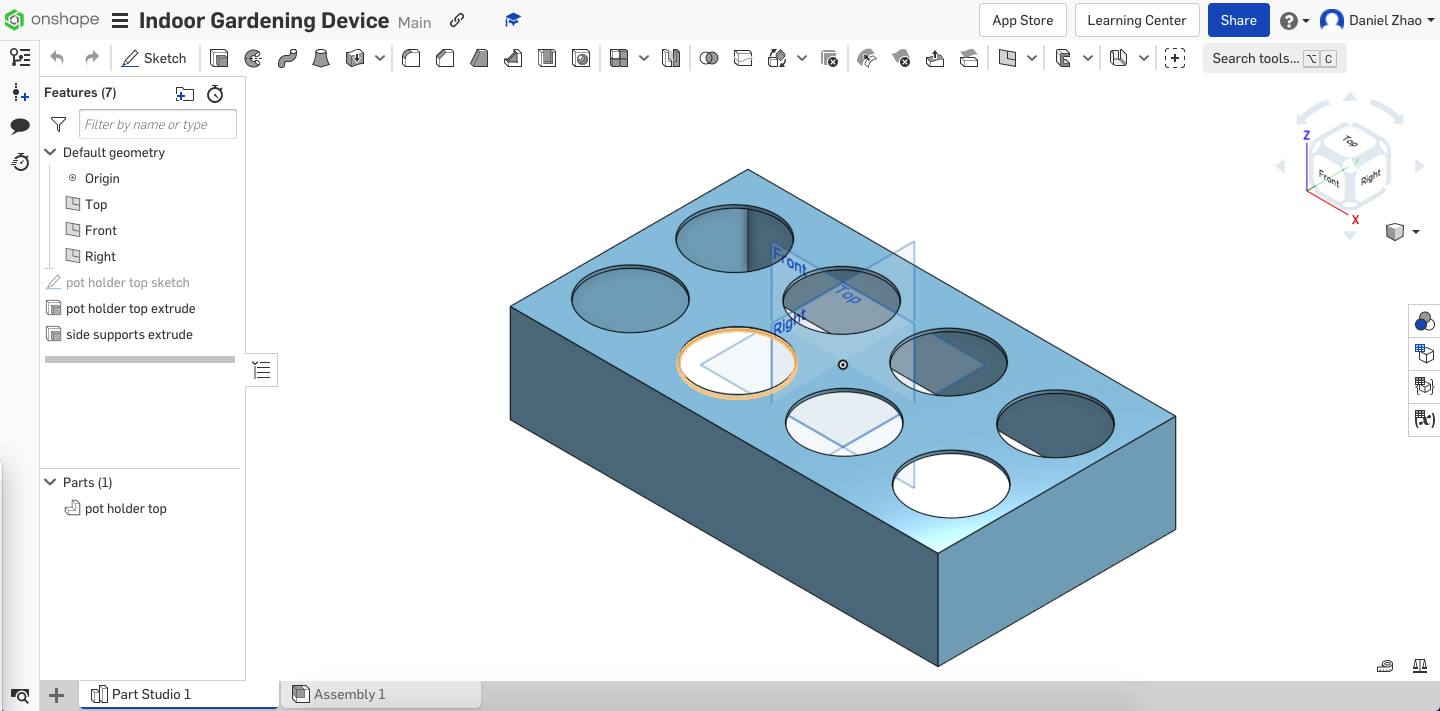 onshape Indoor Gardening Device Main App Store Learning Center Share Daniel Zhao
Sketch Search tools... ⌥ C
Features (7)
Filter by name or type
Default geometry
Origin
Top
Front
Right
pot holder top sketch
pot holder top extrude
side supports extrude
Parts (1)
pot holder top
Front
Top
Right
Z
Top
Y
Front Right
X
(x)
Part Studio 1 Assembly 1